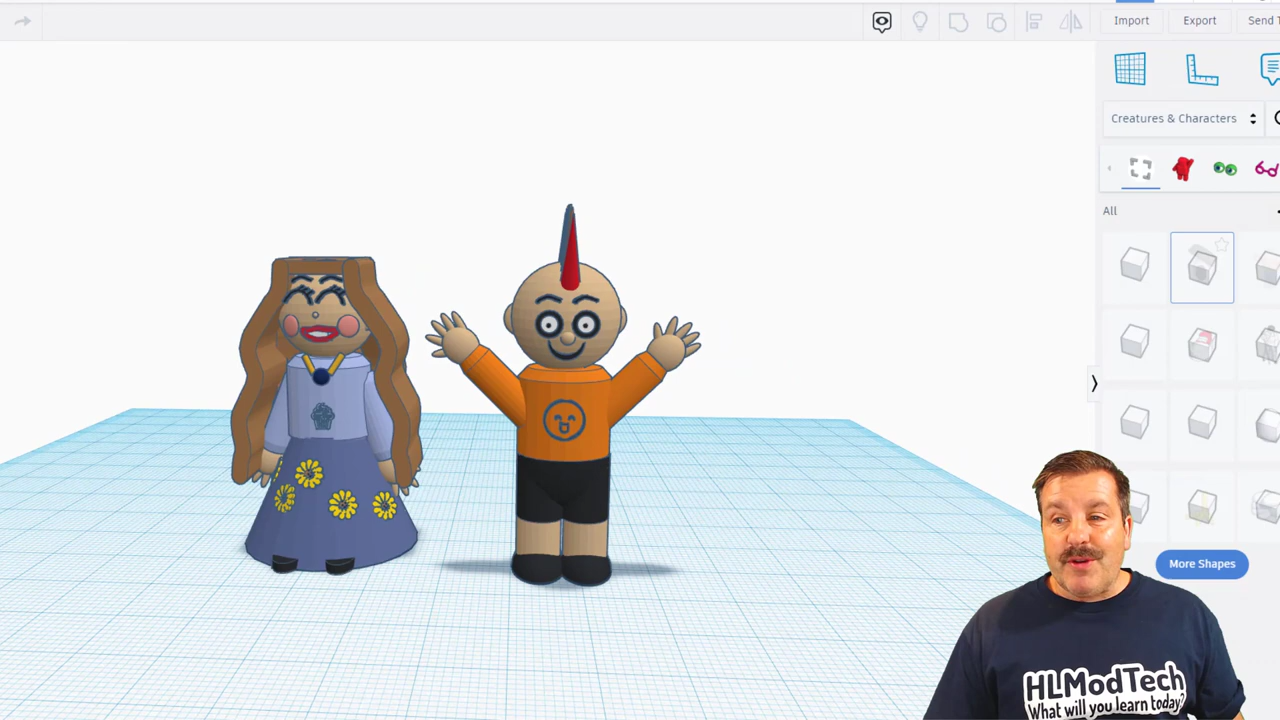 Import
Export
Send T
Creatures & Characters
All
More Shapes
HLModTech
What will you learn today?